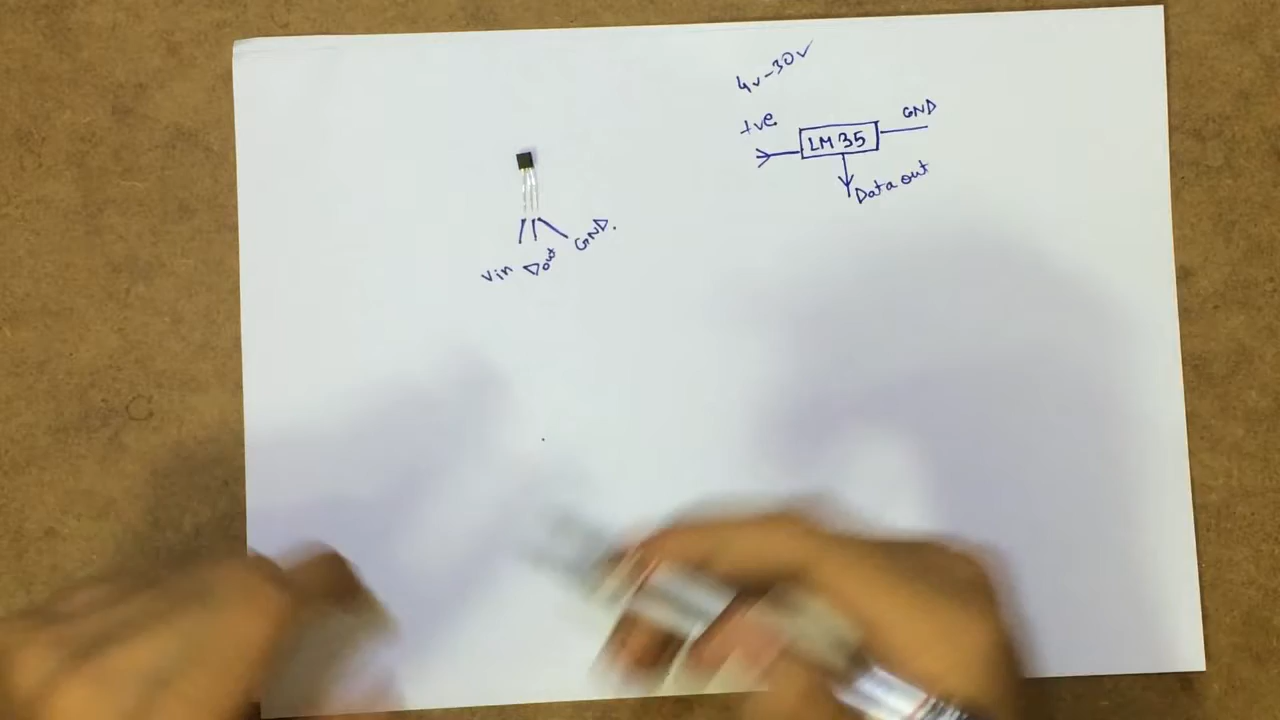 4v-30v
+ve
GND
LM35
Data out
Vin Dout GND.